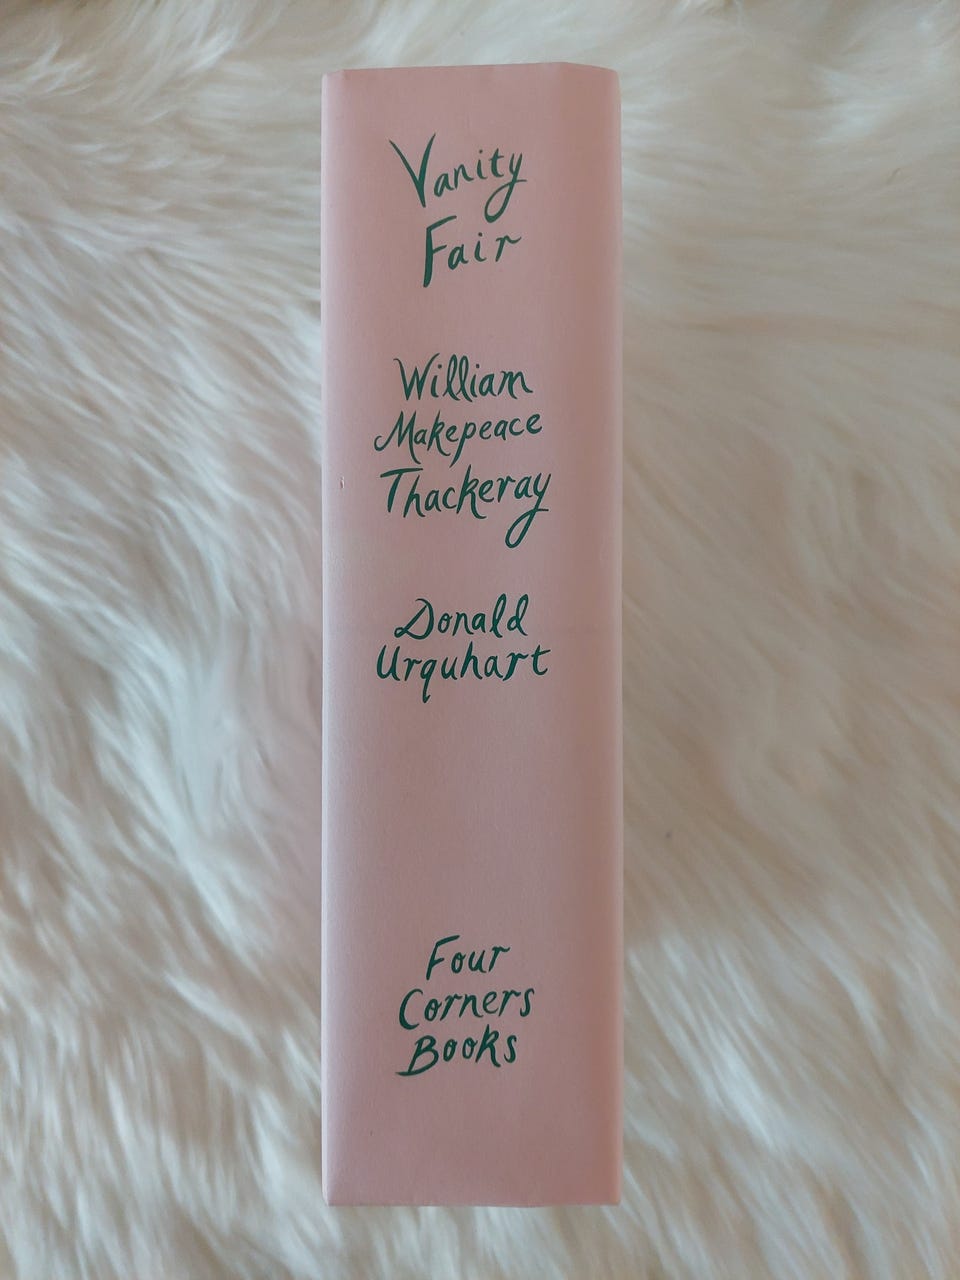 Vanity
Fair
William
Makepeace
Thackeray
Donald
Urquhart
Four
Corners
Books